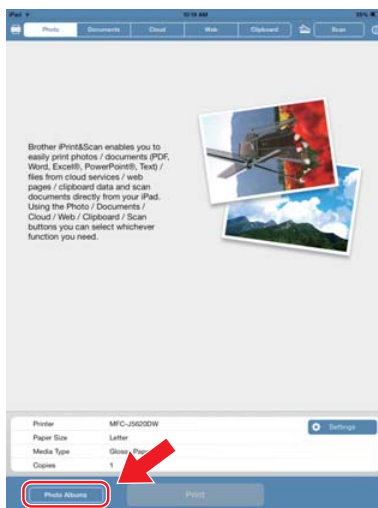 iPad
10:18 AM
Photo
Documents
Cloud
Web
Clipboard
Scan
Brother iPrint&Scan enables you to
easily print photos / documents (PDF,
Word, Excel®, PowerPoint®, Text) /
files from cloud services / web
pages / clipboard data and scan
documents directly from your iPad.
Using the Photo / Documents /
Cloud / Web / Clipboard / Scan
buttons you can select whichever
function you need.
Printer MFC-J5620DW
Settings
Paper Size Letter
Media Type Glossy
Copies 1
Photo Albums
Print